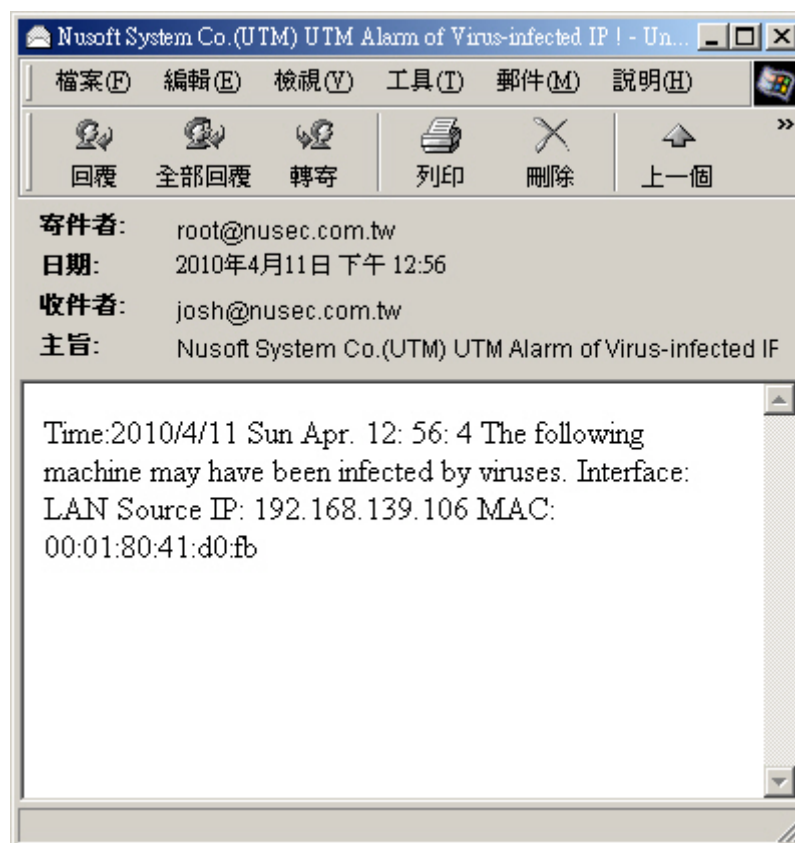 Nusoft System Co.(UTM) UTM Alarm of Virus-infected IP ! - Un...
檔案(F) 編輯(E) 檢視(V) 工具(T) 郵件(M) 說明(H)
回覆 全部回覆 轉寄 列印 刪除 上一個 »
寄件者: root@nusec.com.tw
日期: 2010年4月11日 下午 12:56
收件者: josh@nusec.com.tw
主旨: Nusoft System Co.(UTM) UTM Alarm of Virus-infected IP
Time:2010/4/11 Sun Apr. 12: 56: 4 The following
machine may have been infected by viruses. Interface:
LAN Source IP: 192.168.139.106 MAC:
00:01:80:41:d0:fb